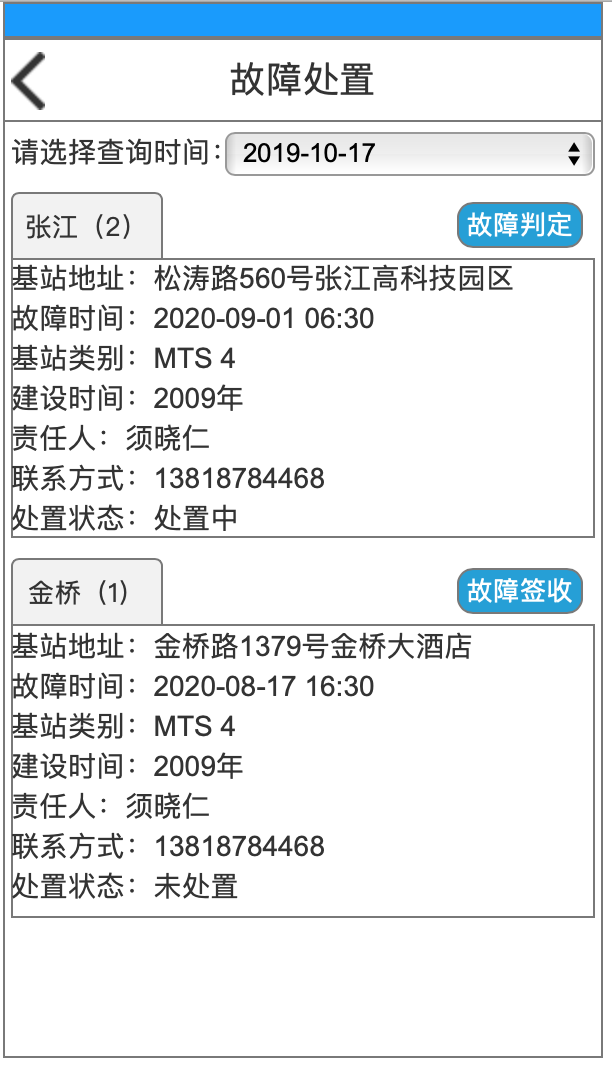 故障处置
请选择查询时间：2019-10-17
张江（2） 故障判定
基站地址：松涛路560号张江高科技园区
故障时间：2020-09-01 06:30
基站类别：MTS 4
建设时间：2009年
责任人：须晓仁
联系方式：13818784468
处置状态：处置中
金桥（1） 故障签收
基站地址：金桥路1379号金桥大酒店
故障时间：2020-08-17 16:30
基站类别：MTS 4
建设时间：2009年
责任人：须晓仁
联系方式：13818784468
处置状态：未处置